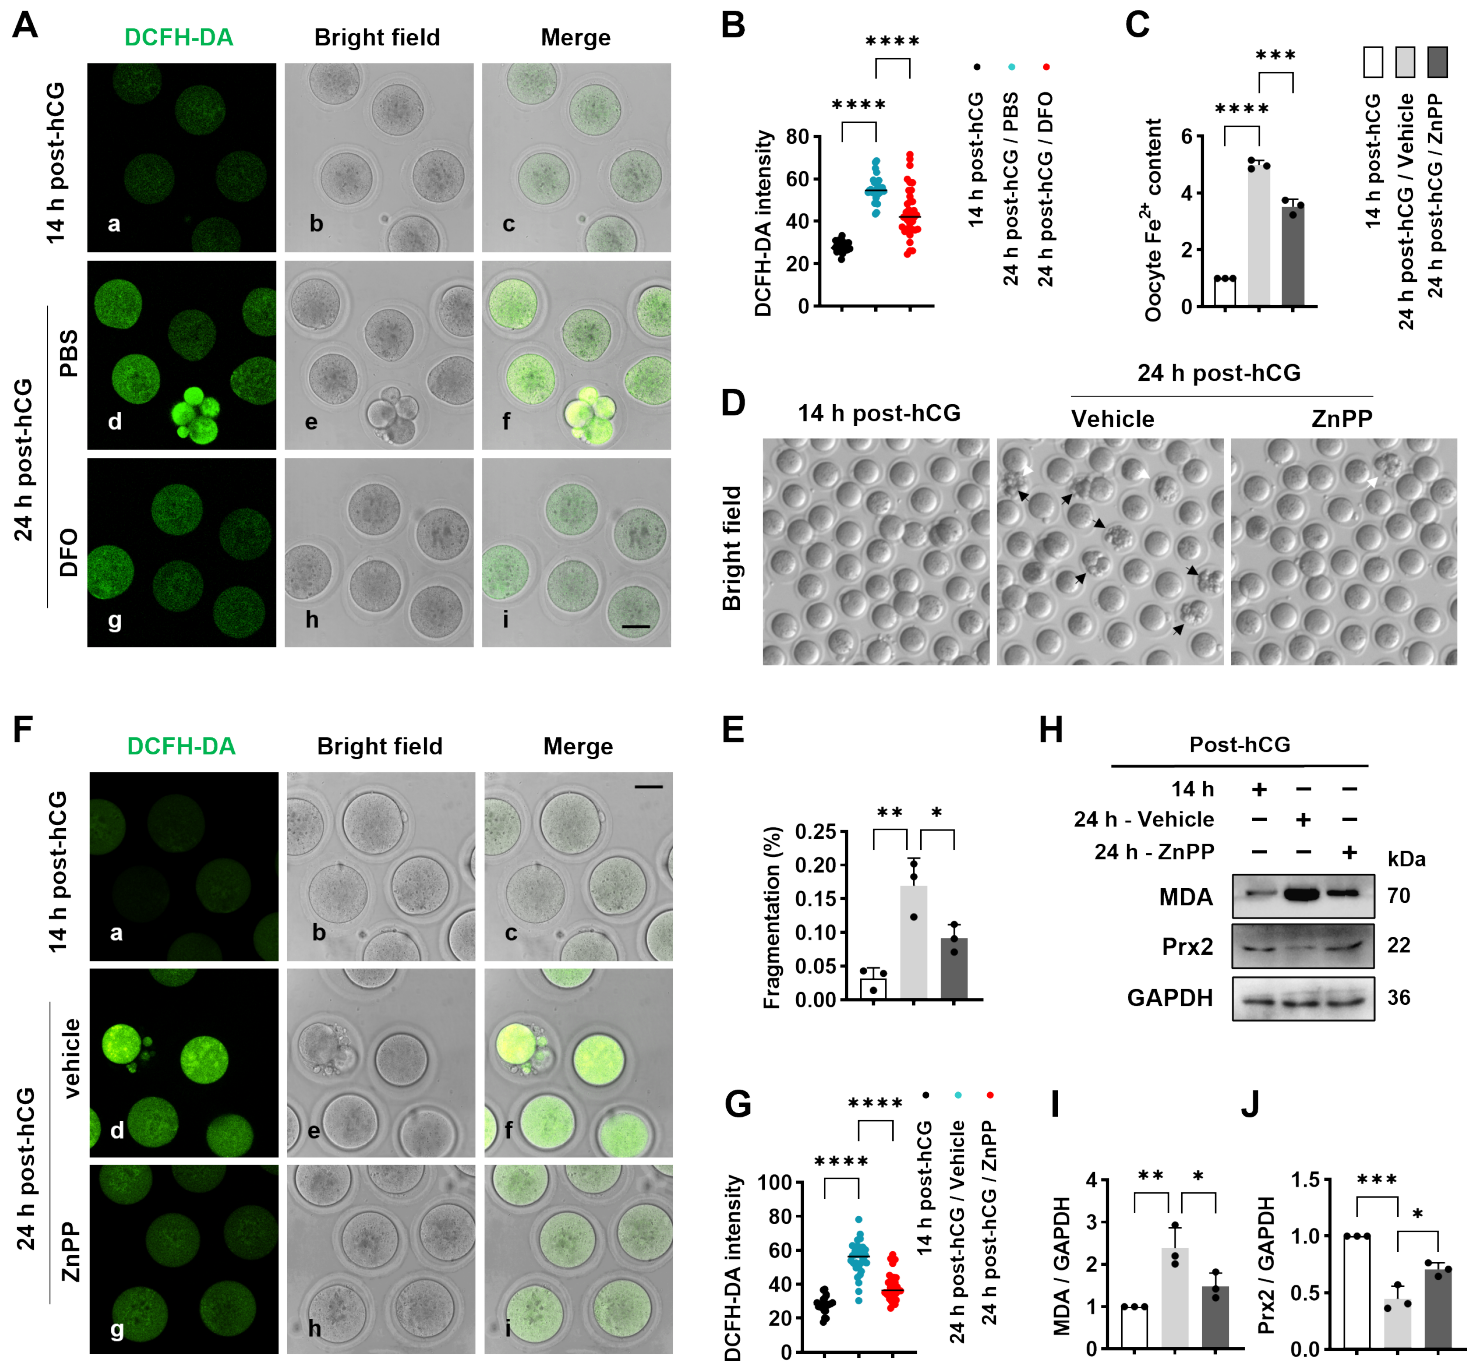 A
DCFH-DA
Bright field
Merge
14 h post-hCG
a
b
c
24 h post-hCG
PBS
d
e
f
DFO
g
h
i
B
****
****
DCFH-DA intensity
80
60
40
20
0
14 h post-hCG
24 h post-hCG / PBS
24 h post-hCG / DFO
C
***
****
Oocyte Fe2+ content
6
4
2
0
14 h post-hCG
24 h post-hCG / Vehicle
24 h post-hCG / ZnPP
D
24 h post-hCG
14 h post-hCG
Vehicle
ZnPP
Bright field
F
DCFH-DA
Bright field
Merge
14 h post-hCG
a
b
c
24 h post-hCG
vehicle
d
e
f
ZnPP
g
h
i
E
**
*
Fragmentation (%)
0.25
0.20
0.15
0.10
0.05
0.00
H
Post-hCG
14 h + − −
24 h - Vehicle − + −
24 h - ZnPP − − +
kDa
MDA 70
Prx2 22
GAPDH 36
G
****
****
DCFH-DA intensity
100
80
60
40
20
0
14 h post-hCG
24 h post-hCG / Vehicle
24 h post-hCG / ZnPP
I
**
*
MDA / GAPDH
4
3
2
1
0
J
***
*
Prx2 / GAPDH
1.5
1.0
0.5
0.0